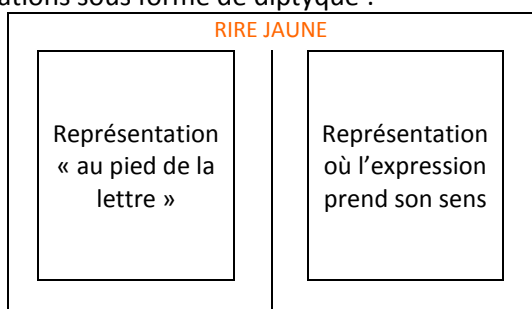 ations sous forme de diptyque :
RIRE JAUNE
Représentation
« au pied de la
lettre »
Représentation
où l’expression
prend son sens